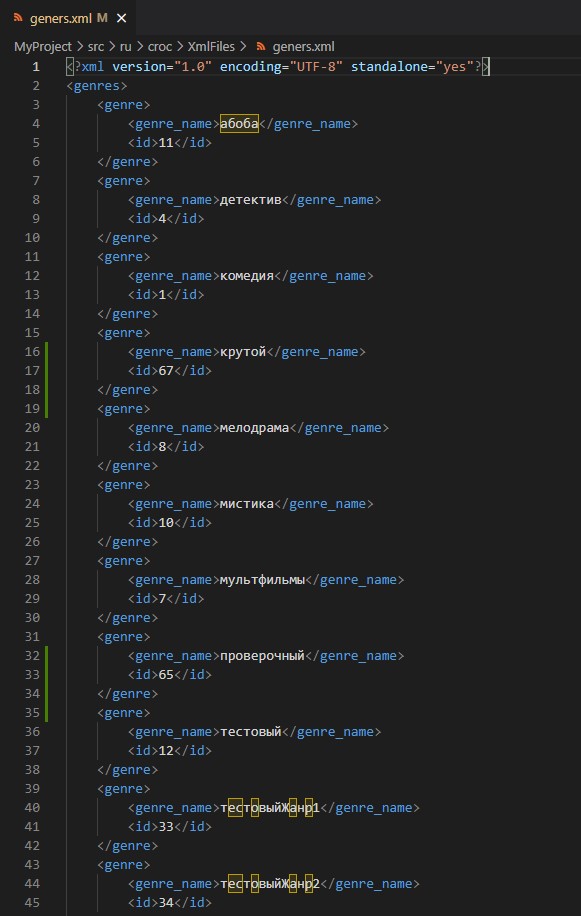 geners.xml M ×
MyProject > src > ru > croc > XmlFiles > geners.xml
1 <?xml version="1.0" encoding="UTF-8" standalone="yes"?>
2 <genres>
3 <genre>
4 <genre_name>абоба</genre_name>
5 <id>11</id>
6 </genre>
7 <genre>
8 <genre_name>детектив</genre_name>
9 <id>4</id>
10 </genre>
11 <genre>
12 <genre_name>комедия</genre_name>
13 <id>1</id>
14 </genre>
15 <genre>
16 <genre_name>крутой</genre_name>
17 <id>67</id>
18 </genre>
19 <genre>
20 <genre_name>мелодрама</genre_name>
21 <id>8</id>
22 </genre>
23 <genre>
24 <genre_name>мистика</genre_name>
25 <id>10</id>
26 </genre>
27 <genre>
28 <genre_name>мультфильмы</genre_name>
29 <id>7</id>
30 </genre>
31 <genre>
32 <genre_name>проверочный</genre_name>
33 <id>65</id>
34 </genre>
35 <genre>
36 <genre_name>тестовый</genre_name>
37 <id>12</id>
38 </genre>
39 <genre>
40 <genre_name>тестовыйЖанр1</genre_name>
41 <id>33</id>
42 </genre>
43 <genre>
44 <genre_name>тестовыйЖанр2</genre_name>
45 <id>34</id>